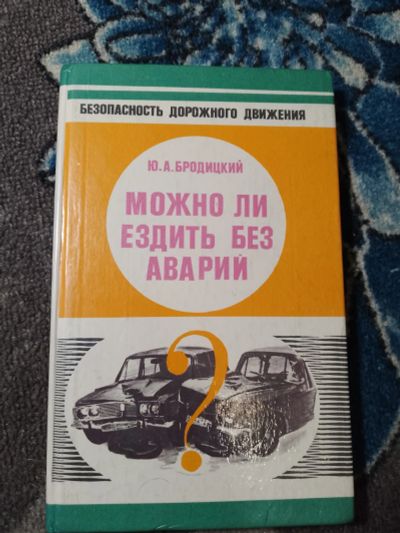 БЕЗОПАСНОСТЬ ДОРОЖНОГО ДВИЖЕНИЯ
Ю.А.БРОДИЦКИЙ
МОЖНО ЛИ
ЕЗДИТЬ БЕЗ
АВАРИЙ
?